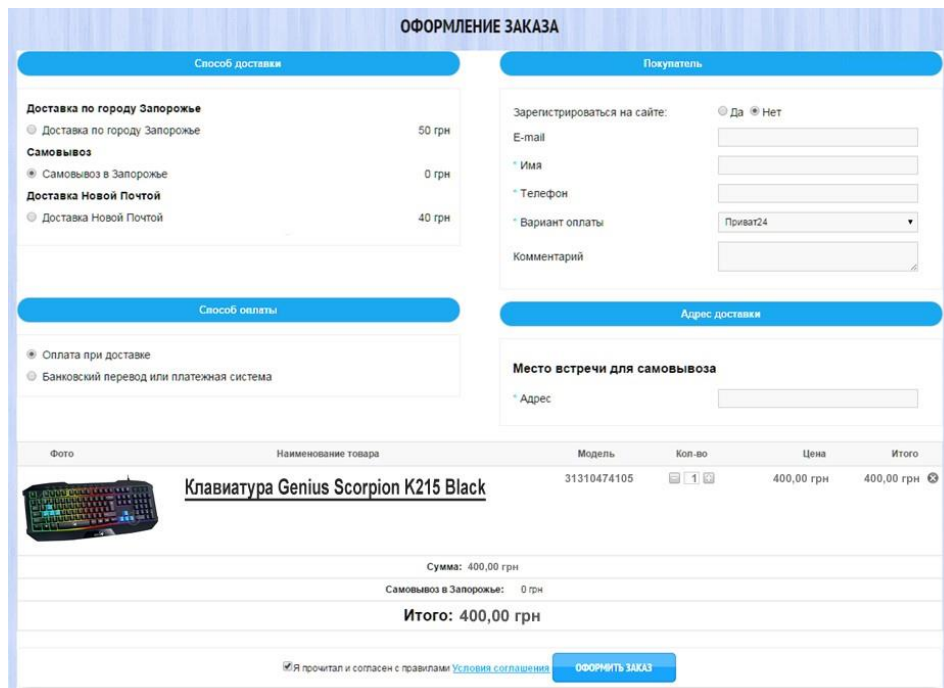 ОФОРМЛЕНИЕ ЗАКАЗА
Способ доставки
Доставка по городу Запорожье
Доставка по городу Запорожье 50 грн
Самовывоз
Самовывоз в Запорожье 0 грн
Доставка Новой Почтой
Доставка Новой Почтой 40 грн
Способ оплаты
Оплата при доставке
Банковский перевод или платежная система
Покупатель
Зарегистрироваться на сайте: Да Нет
E-mail
* Имя
* Телефон
* Вариант оплаты Приват24
Комментарий
Адрес доставки
Место встречи для самовывоза
* Адрес
Фото Наименование товара Модель Кол-во Цена Итого
Клавиатура Genius Scorpion K215 Black 31310474105 1 400,00 грн 400,00 грн
Сумма: 400,00 грн
Самовывоз в Запорожье: 0 грн
Итого: 400,00 грн
Я прочитал и согласен с правилами Условия соглашения ОФОРМИТЬ ЗАКАЗ